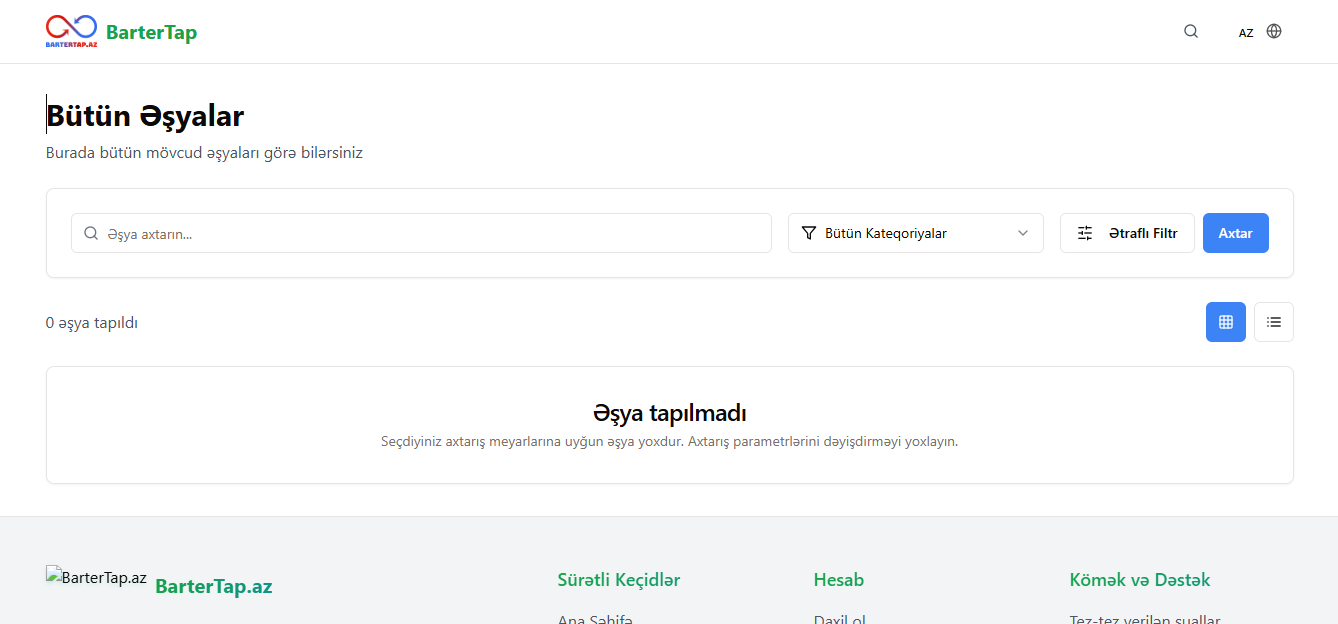 BARTERTAP.AZ
BarterTap
AZ
Bütün Əşyalar
Burada bütün mövcud əşyaları görə bilərsiniz
Əşya axtarın...
Bütün Kateqoriyalar
Ətraflı Filtr
Axtar
0 əşya tapıldı
Əşya tapılmadı
Seçdiyiniz axtarış meyarlarına uyğun əşya yoxdur. Axtarış parametrlərini dəyişdirməyi yoxlayın.
BarterTap.az
BarterTap.az
Sürətli Keçidlər
Hesab
Kömək və Dəstək
Ana Səhifə
Daxil ol
Tez-tez verilən suallar